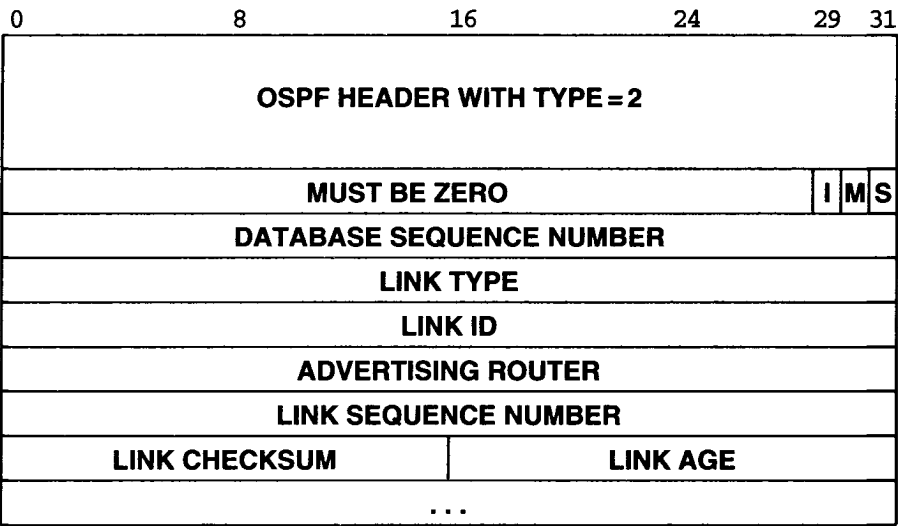 0 8 16 24 29 31
OSPF HEADER WITH TYPE = 2
MUST BE ZERO I M S
DATABASE SEQUENCE NUMBER
LINK TYPE
LINK ID
ADVERTISING ROUTER
LINK SEQUENCE NUMBER
LINK CHECKSUM LINK AGE
. . .